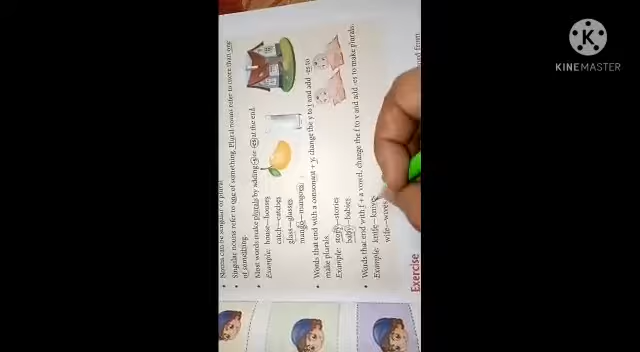 Nouns can be singular or plural
• Singular nouns refer to one of something. Plural nouns refer to more than one
of something.
• Most words make plurals by adding -s or -es at the end.
Example: house—houses
catch—catches
glass—glasses
mango—mangoes
• Words that end with a consonant + y, change the y to i and add -es to
make plurals.
Example: story—stories
baby—babies
• Words that end with f + a vowel, change the f to v and add -es to make plurals.
Example: knife—knives
wife—wives
Exercise
K
KINEMASTER